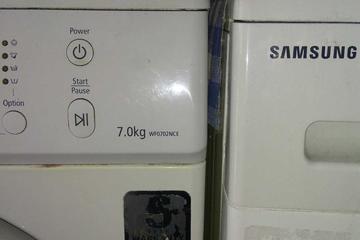 Power
Start
Pause
Option
7.0kg WF0702NCE
SAMSUNG